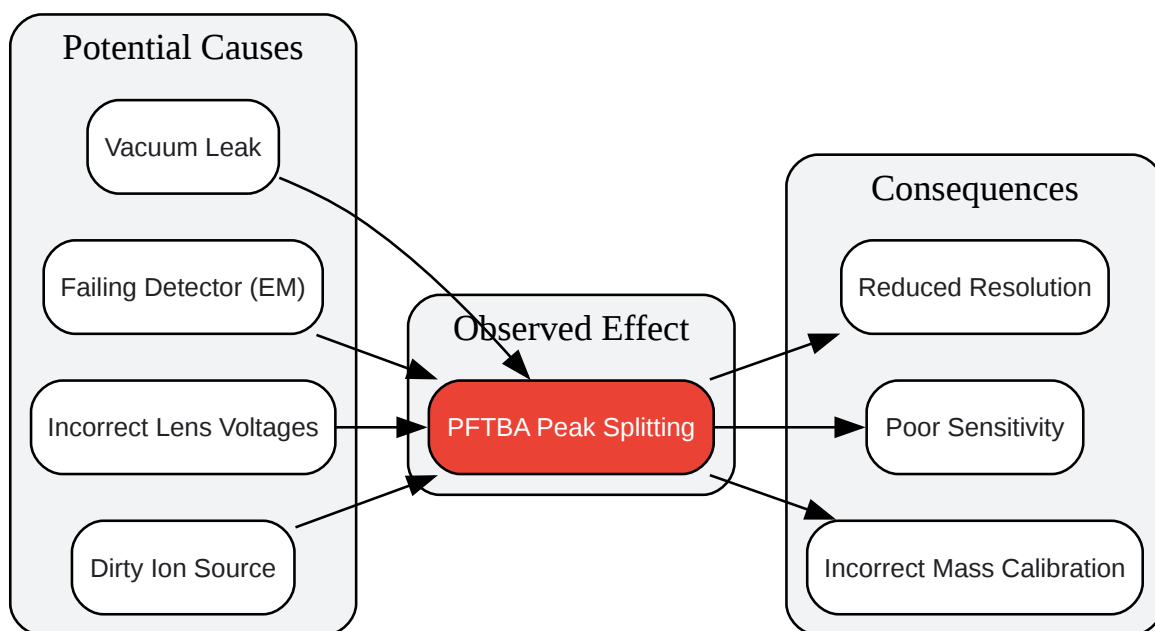 Potential Causes
Vacuum Leak
Failing Detector (EM)
Incorrect Lens Voltages
Dirty Ion Source
Observed Effect
PFTBA Peak Splitting
Consequences
Reduced Resolution
Poor Sensitivity
Incorrect Mass Calibration